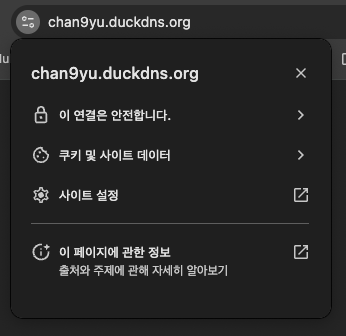 chan9yu.duckdns.org
chan9yu.duckdns.org
이 연결은 안전합니다.
쿠키 및 사이트 데이터
사이트 설정
이 페이지에 관한 정보
출처와 주제에 관해 자세히 알아보기